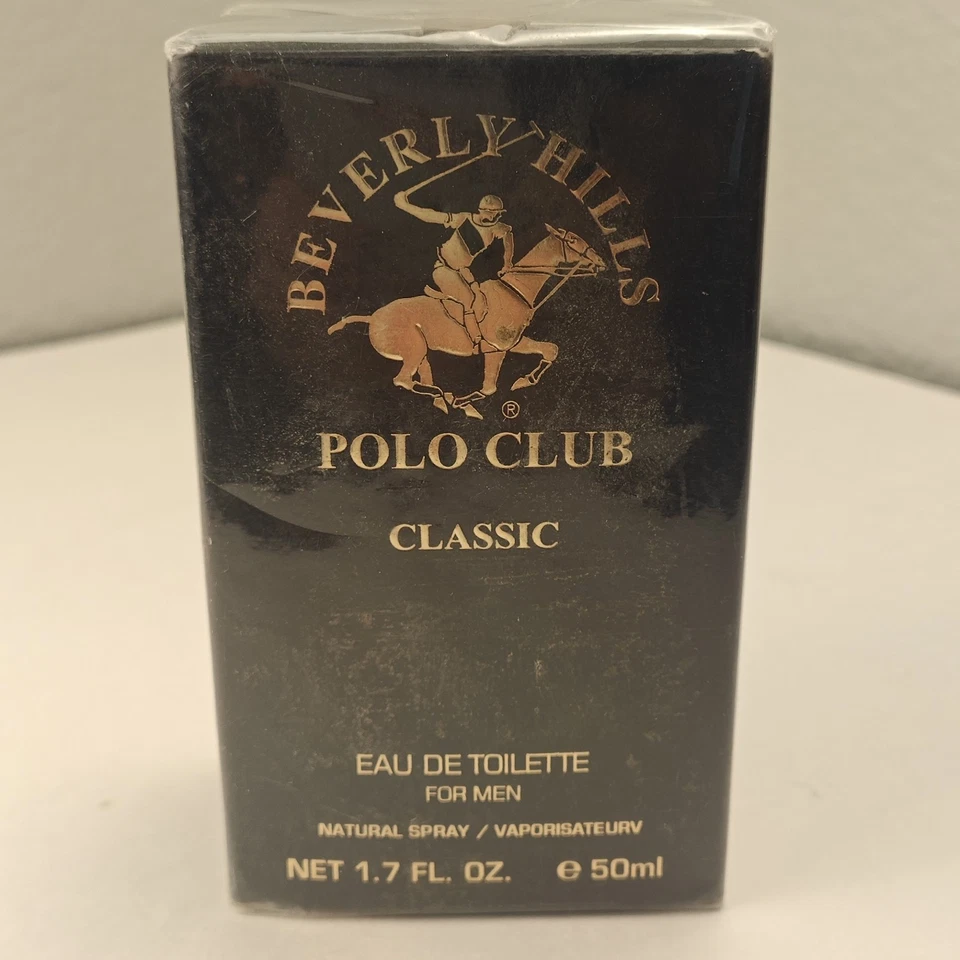 BEVERLY HILLS
®
POLO CLUB
CLASSIC
EAU DE TOILETTE
FOR MEN
NATURAL SPRAY / VAPORISATEURV
NET 1.7 FL. OZ. e 50ml